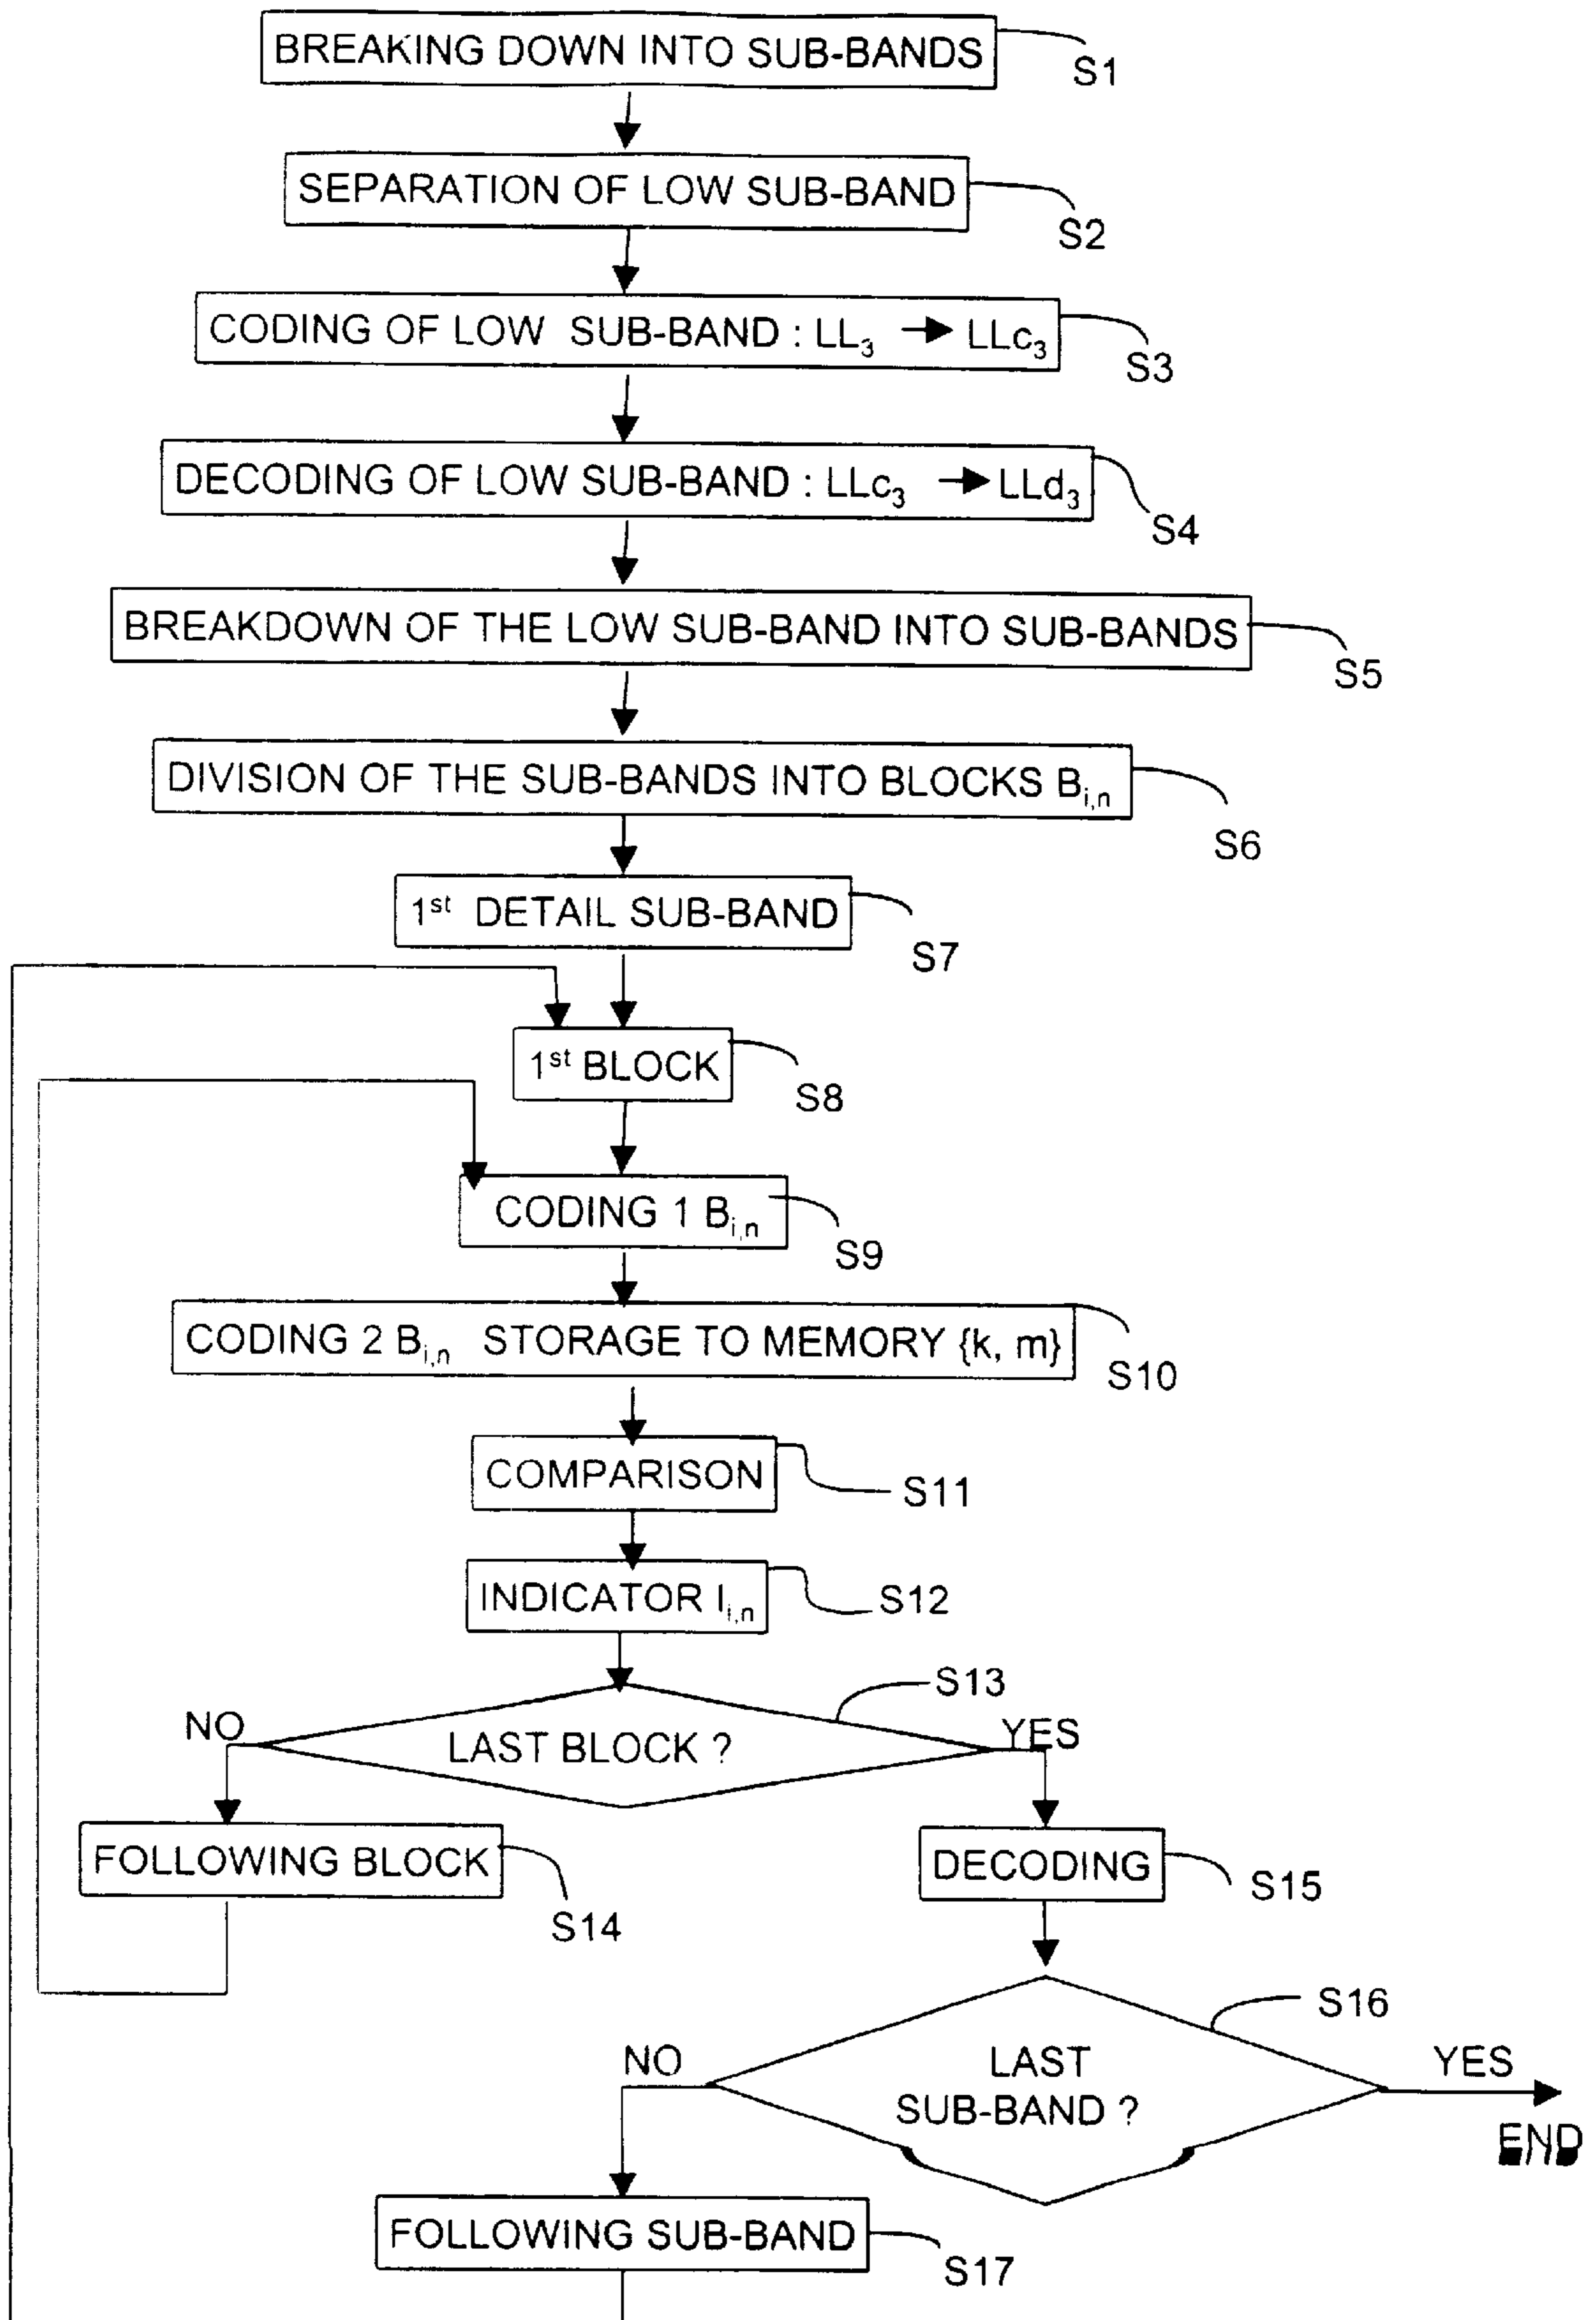 BREAKING DOWN INTO SUB-BANDS
S1
SEPARATION OF LOW SUB-BAND
S2
CODING OF LOW SUB-BAND : LL₃ → LLc₃
S3
DECODING OF LOW SUB-BAND : LLc₃ → LLd₃
S4
BREAKDOWN OF THE LOW SUB-BAND INTO SUB-BANDS
S5
DIVISION OF THE SUB-BANDS INTO BLOCKS B_{i,n}
S6
1st DETAIL SUB-BAND
S7
1st BLOCK
S8
CODING 1 B_{i,n}
S9
CODING 2 B_{i,n} STORAGE TO MEMORY {k, m}
S10
COMPARISON
S11
INDICATOR I_{i,n}
S12
S13
NO
LAST BLOCK ?
YES
FOLLOWING BLOCK
S14
DECODING
S15
S16
NO
LAST
SUB-BAND ?
YES
END
FOLLOWING SUB-BAND
S17